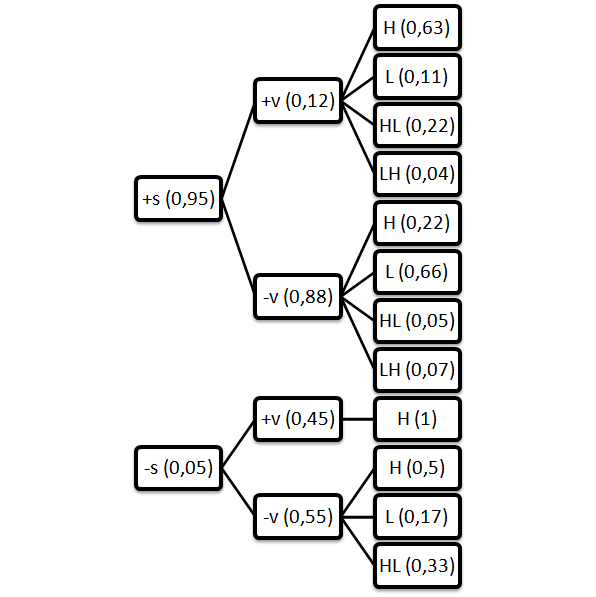 H (0,63)
+v (0,12)
L (0,11)
HL (0,22)
LH (0,04)
+s (0,95)
H (0,22)
-v (0,88)
L (0,66)
HL (0,05)
LH (0,07)
+v (0,45)
H (1)
-s (0,05)
H (0,5)
-v (0,55)
L (0,17)
HL (0,33)